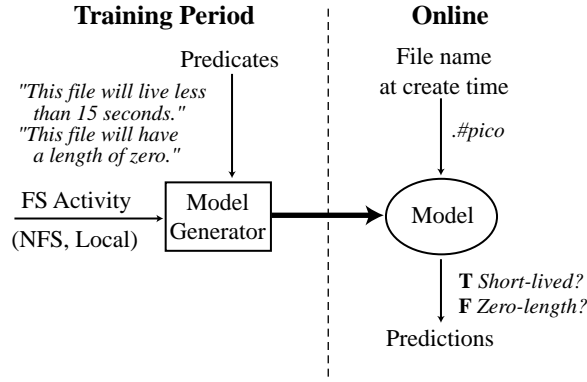 Training Period
Online
Predicates
"This file will live less
than 15 seconds."
"This file will have
a length of zero."
FS Activity
(NFS, Local)
Model
Generator
File name
at create time
.#pico
Model
T Short-lived?
F Zero-length?
Predictions